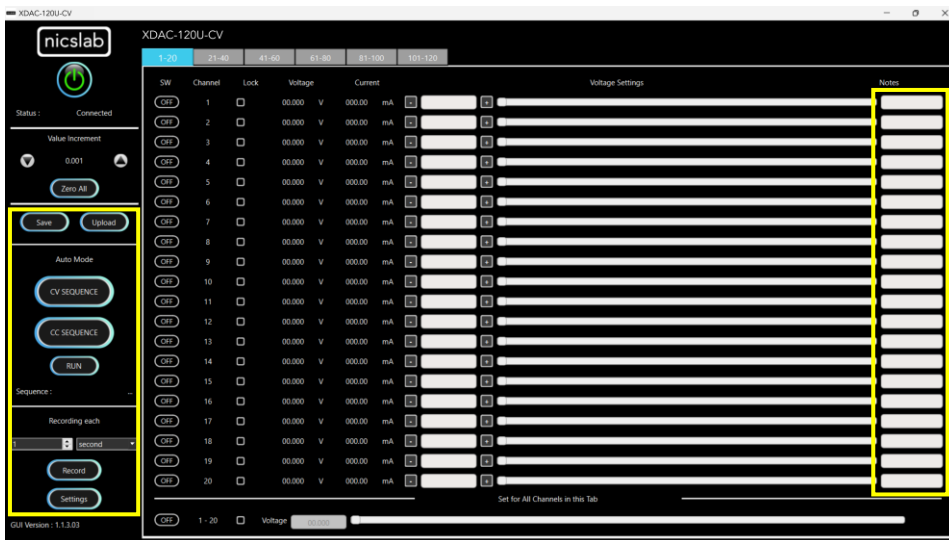 XDAC-120U-CV
nicslab
Status : Connected
Value Increment
0.001
Zero All
Save Upload
Auto Mode
CV SEQUENCE
CC SEQUENCE
RUN
Sequence : ..
Recording each
1 second
Record
Settings
GUI Version : 1.1.3.03
XDAC-120U-CV
1-20 21-40 41-60 61-80 81-100 101-120
SW Channel Lock Voltage Current Voltage Settings Notes
OFF 1 00.000 V 000.00 mA - +
OFF 2 00.000 V 000.00 mA - +
OFF 3 00.000 V 000.00 mA - +
OFF 4 00.000 V 000.00 mA - +
OFF 5 00.000 V 000.00 mA - +
OFF 6 00.000 V 000.00 mA - +
OFF 7 00.000 V 000.00 mA - +
OFF 8 00.000 V 000.00 mA - +
OFF 9 00.000 V 000.00 mA - +
OFF 10 00.000 V 000.00 mA - +
OFF 11 00.000 V 000.00 mA - +
OFF 12 00.000 V 000.00 mA - +
OFF 13 00.000 V 000.00 mA - +
OFF 14 00.000 V 000.00 mA - +
OFF 15 00.000 V 000.00 mA - +
OFF 16 00.000 V 000.00 mA - +
OFF 17 00.000 V 000.00 mA - +
OFF 18 00.000 V 000.00 mA - +
OFF 19 00.000 V 000.00 mA - +
OFF 20 00.000 V 000.00 mA - +
Set for All Channels in this Tab
OFF 1 - 20 Voltage 00.000